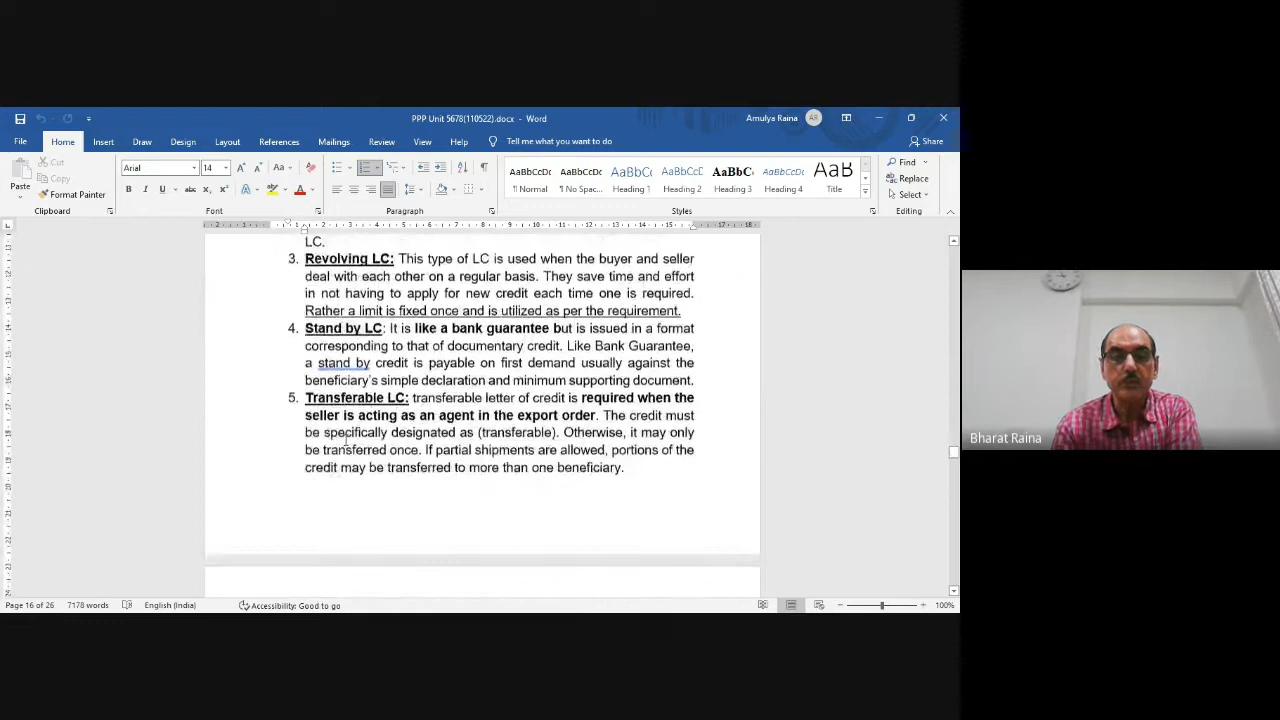 PPP Unit 5678(110522).docx - Word
Amulya Raina
AR
File Home Insert Draw Design Layout References Mailings Review View Help Tell me what you want to do
Share
Paste
Cut
Copy
Format Painter
Clipboard
Arial 14
Font
Paragraph
AaBbCcDc AaBbCcDc AaBbCc AaBbCcD AaBbC AaBbCcDc AaB
¶ Normal ¶ No Spac... Heading 1 Heading 2 Heading 3 Heading 4 Title
Styles
Find
Replace
Select
Editing
LC.
3. Revolving LC: This type of LC is used when the buyer and seller
deal with each other on a regular basis. They save time and effort
in not having to apply for new credit each time one is required.
Rather a limit is fixed once and is utilized as per the requirement.
4. Stand by LC: It is like a bank guarantee but is issued in a format
corresponding to that of documentary credit. Like Bank Guarantee,
a stand by credit is payable on first demand usually against the
beneficiary's simple declaration and minimum supporting document.
5. Transferable LC: transferable letter of credit is required when the
seller is acting as an agent in the export order. The credit must
be specifically designated as (transferable). Otherwise, it may only
be transferred once. If partial shipments are allowed, portions of the
credit may be transferred to more than one beneficiary.
Page 16 of 26 7178 words English (India) Accessibility: Good to go 100%
Bharat Raina